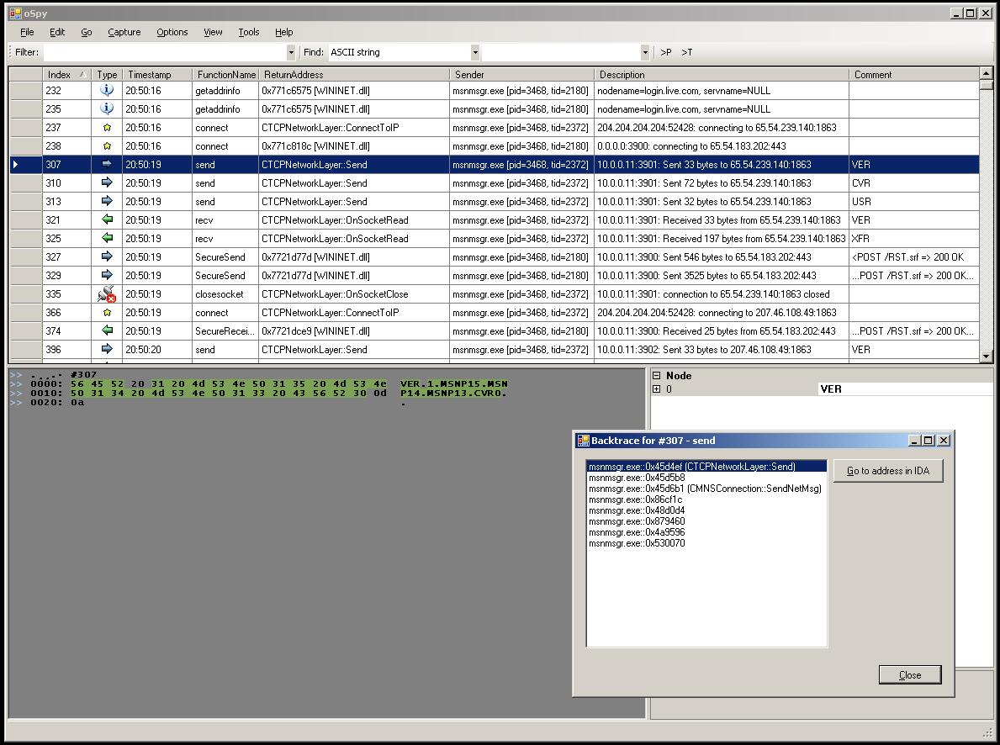 oSpy
File Edit Go Capture Options View Tools Help
Filter: Find: ASCII string >P >T
Index Type Timestamp FunctionName ReturnAddress Sender Description Comment
232 20:50:16 getaddrinfo 0x771c6575 [WININET.dll] msnmsgr.exe [pid=3468, tid=2180] nodename=login.live.com, servname=NULL
235 20:50:16 getaddrinfo 0x771c6575 [WININET.dll] msnmsgr.exe [pid=3468, tid=2180] nodename=login.live.com, servname=NULL
237 20:50:16 connect CTCPNetworkLayer::ConnectToIP msnmsgr.exe [pid=3468, tid=2372] 204.204.204.204:52428: connecting to 65.54.239.140:1863
238 20:50:16 connect 0x771c818c [WININET.dll] msnmsgr.exe [pid=3468, tid=2372] 0.0.0.0:3900: connecting to 65.54.183.202:443
307 20:50:19 send CTCPNetworkLayer::Send msnmsgr.exe [pid=3468, tid=2372] 10.0.0.11:3901: Sent 33 bytes to 65.54.239.140:1863 VER
310 20:50:19 send CTCPNetworkLayer::Send msnmsgr.exe [pid=3468, tid=2372] 10.0.0.11:3901: Sent 72 bytes to 65.54.239.140:1863 CVR
313 20:50:19 send CTCPNetworkLayer::Send msnmsgr.exe [pid=3468, tid=2372] 10.0.0.11:3901: Sent 32 bytes to 65.54.239.140:1863 USR
321 20:50:19 recv CTCPNetworkLayer::OnSocketRead msnmsgr.exe [pid=3468, tid=2372] 10.0.0.11:3901: Received 33 bytes from 65.54.239.140:1863 VER
325 20:50:19 recv CTCPNetworkLayer::OnSocketRead msnmsgr.exe [pid=3468, tid=2372] 10.0.0.11:3901: Received 197 bytes from 65.54.239.140:1863 XFR
327 20:50:19 SecureSend 0x7721d77d [WININET.dll] msnmsgr.exe [pid=3468, tid=2180] 10.0.0.11:3900: Sent 546 bytes to 65.54.183.202:443 <POST /RST.srf => 200 OK
329 20:50:19 SecureSend 0x7721d77d [WININET.dll] msnmsgr.exe [pid=3468, tid=2180] 10.0.0.11:3900: Sent 3525 bytes to 65.54.183.202:443 ...POST /RST.srf => 200 OK...
335 20:50:19 closesocket CTCPNetworkLayer::OnSocketClose msnmsgr.exe [pid=3468, tid=2372] 10.0.0.11:3901: connection to 65.54.239.140:1863 closed
366 20:50:19 connect CTCPNetworkLayer::ConnectToIP msnmsgr.exe [pid=3468, tid=2372] 204.204.204.204:52428: connecting to 207.46.108.49:1863
374 20:50:19 SecureRecei... 0x7721dce9 [WININET.dll] msnmsgr.exe [pid=3468, tid=2180] 10.0.0.11:3900: Received 25 bytes from 65.54.183.202:443 ...POST /RST.srf => 200 OK...
396 20:50:20 send CTCPNetworkLayer::Send msnmsgr.exe [pid=3468, tid=2372] 10.0.0.11:3902: Sent 33 bytes to 207.46.108.49:1863 VER
>> . _ . - #307
>> 0000: 56 45 52 20 31 20 4d 53 4e 50 31 35 20 4d 53 4e VER.1.MSNP15.MSN
>> 0010: 50 31 34 20 4d 53 4e 50 31 33 20 43 56 52 30 0d P14.MSNP13.CVR0.
>> 0020: 0a .
Node
0 VER
Backtrace for #307 - send
msnmsgr.exe::0x45d4ef (CTCPNetworkLayer::Send)
msnmsgr.exe::0x45d5b8
msnmsgr.exe::0x45d6b1 (CMNSConnection::SendNetMsg)
msnmsgr.exe::0x86cf1c
msnmsgr.exe::0x48d0d4
msnmsgr.exe::0x879460
msnmsgr.exe::0x4a9596
msnmsgr.exe::0x530070
Go to address in IDA
Close